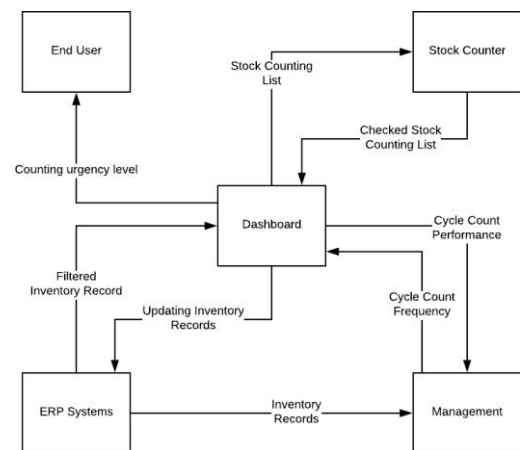 End User
Stock Counter
Stock Counting
List
Checked Stock
Counting List
Counting urgency level
Dashboard
Cycle Count
Performance
Filtered
Inventory Record
Updating Inventory
Records
Cycle Count
Frequency
ERP Systems
Inventory
Records
Management